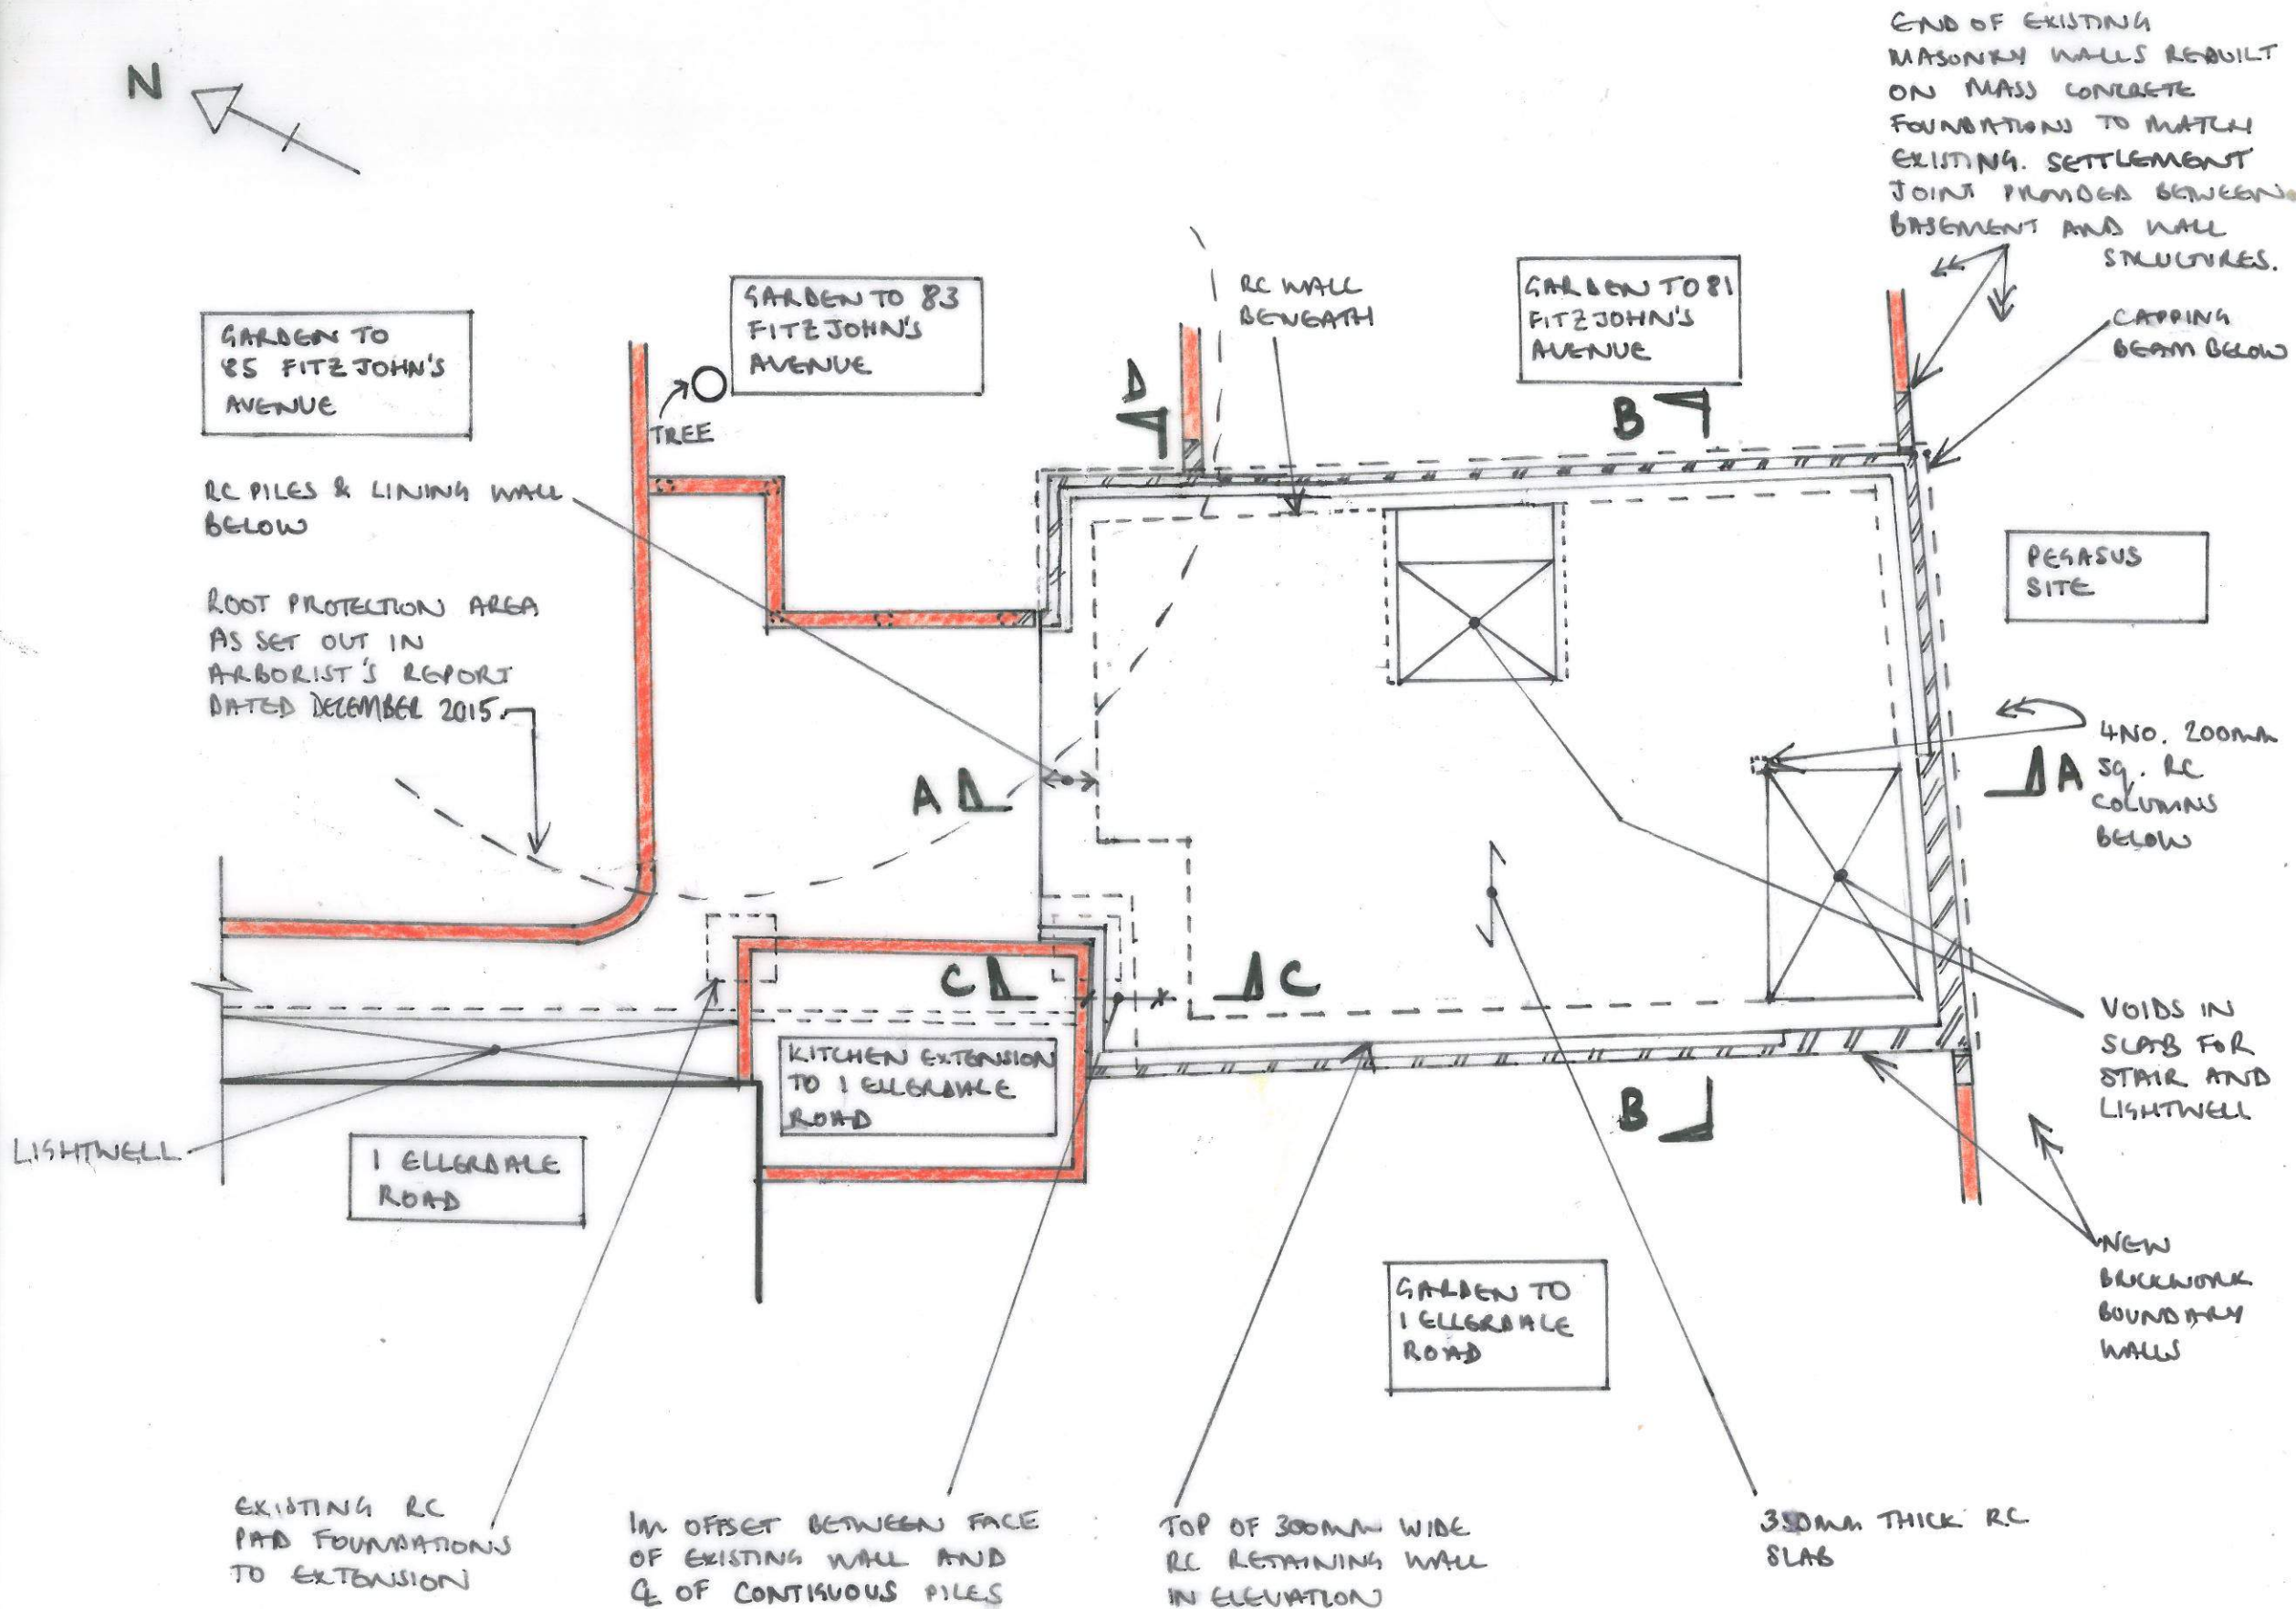 N
END OF EXISTING
MASONRY WALLS REBUILT
ON MASS CONCRETE
FOUNDATIONS TO MATCH
EXISTING. SETTLEMENT
JOINT PROVIDED BETWEEN
BASEMENT AND WALL
STRUCTURES.
CAPPING
BEAM BELOW
GARDEN TO
85 FITZJOHN'S
AVENUE
GARDEN TO 83
FITZJOHN'S
AVENUE
TREE
RC WALL
BENEATH
GARDEN TO 81
FITZJOHN'S
AVENUE
D
B
RC PILES & LINING WALL
BELOW
ROOT PROTECTION AREA
AS SET OUT IN
ARBORIST'S REPORT
DATED DECEMBER 2015.
PEGASUS
SITE
4NO. 200MM
SQ. RC
COLUMNS
BELOW
A
A
C
C
B
VOIDS IN
SLAB FOR
STAIR AND
LIGHTWELL
KITCHEN EXTENSION
TO 1 ELLERDALE
ROAD
LIGHTWELL
1 ELLERDALE
ROAD
NEW
BRICKWORK
BOUNDARY
WALLS
GARDEN TO
1 ELLERDALE
ROAD
EXISTING RC
PAD FOUNDATIONS
TO EXTENSION
1M OFFSET BETWEEN FACE
OF EXISTING WALL AND
℄ OF CONTIGUOUS PILES
TOP OF 300MM WIDE
RC RETAINING WALL
IN ELEVATION
350MM THICK RC
SLAB